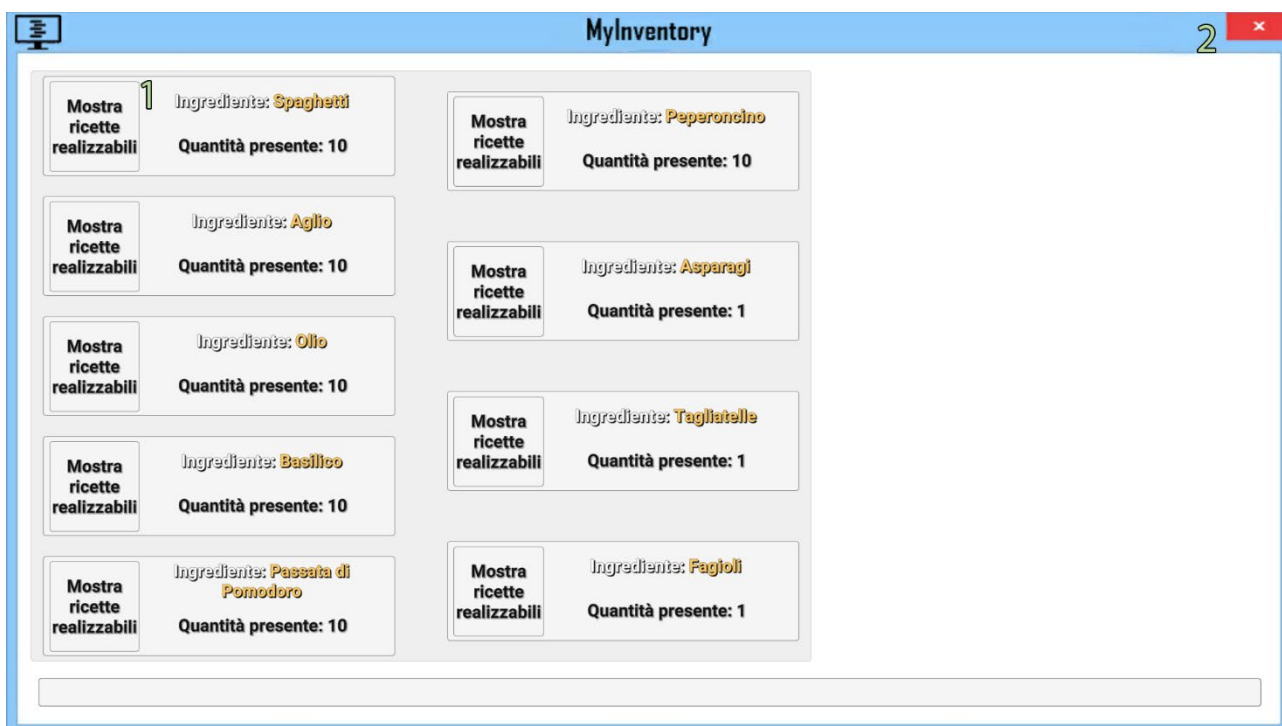 MyInventory
2
×
1
Mostra
ricette
realizzabili
Ingrediente: Spaghetti
Quantità presente: 10
Mostra
ricette
realizzabili
Ingrediente: Aglio
Quantità presente: 10
Mostra
ricette
realizzabili
Ingrediente: Olio
Quantità presente: 10
Mostra
ricette
realizzabili
Ingrediente: Basilico
Quantità presente: 10
Mostra
ricette
realizzabili
Ingrediente: Passata di
Pomodoro
Quantità presente: 10
Mostra
ricette
realizzabili
Ingrediente: Peperoncino
Quantità presente: 10
Mostra
ricette
realizzabili
Ingrediente: Asparagi
Quantità presente: 1
Mostra
ricette
realizzabili
Ingrediente: Tagliatelle
Quantità presente: 1
Mostra
ricette
realizzabili
Ingrediente: Fagioli
Quantità presente: 1